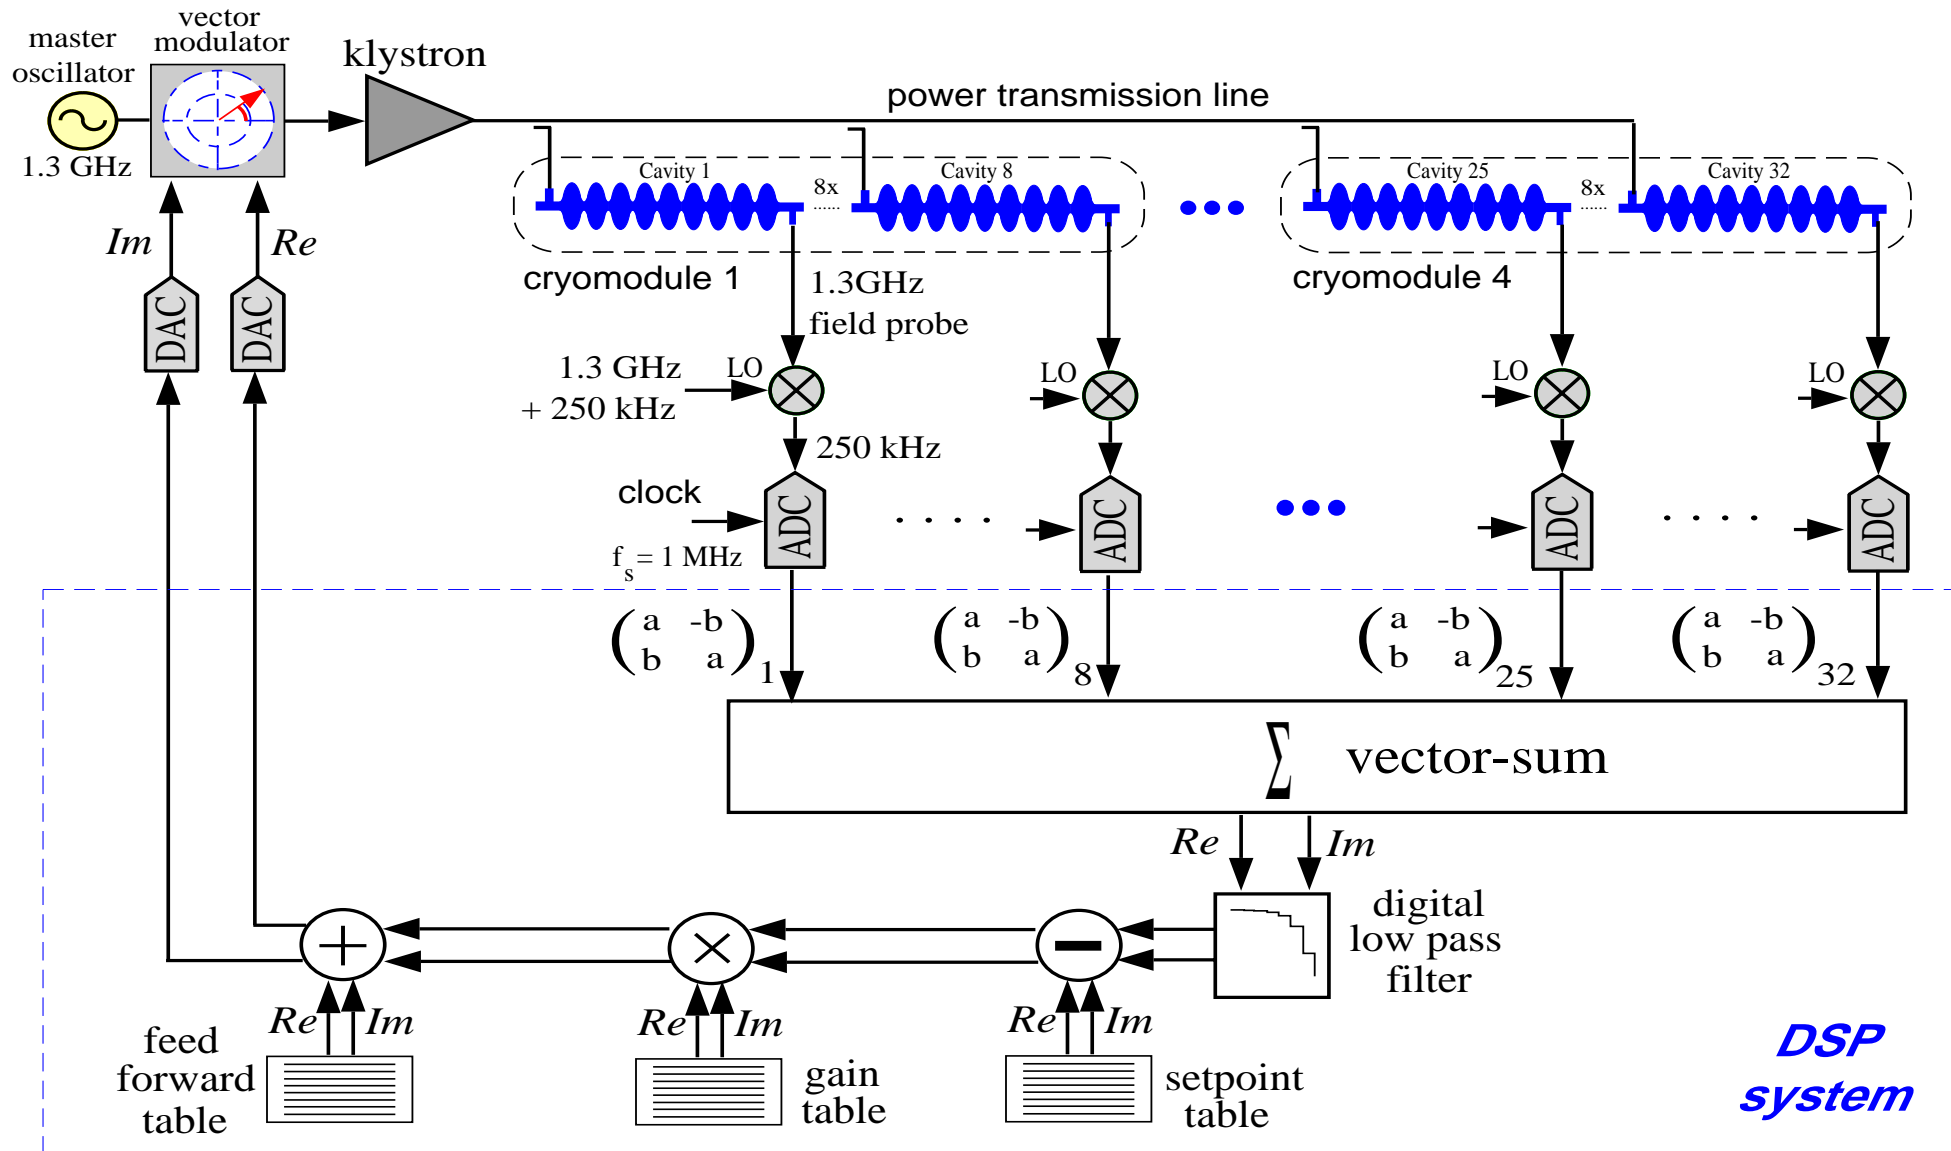 master
oscillator
1.3 GHz
vector
modulator
klystron
power transmission line
Cavity 1
8x
......
Cavity 8
Cavity 25
8x
......
Cavity 32
cryomodule 1
cryomodule 4
Im
Re
DAC
DAC
1.3GHz
field probe
1.3 GHz
+ 250 kHz
LO
LO
LO
LO
250 kHz
clock
f_s = 1 MHz
ADC
. . . .
ADC
ADC
. . . .
ADC
(a -b
b a)1
(a -b
b a)8
(a -b
b a)25
(a -b
b a)32
∑ vector-sum
Re
Im
digital
low pass
filter
+
×
−
Re Im
Re Im
Re Im
feed
forward
table
gain
table
setpoint
table
DSP
system